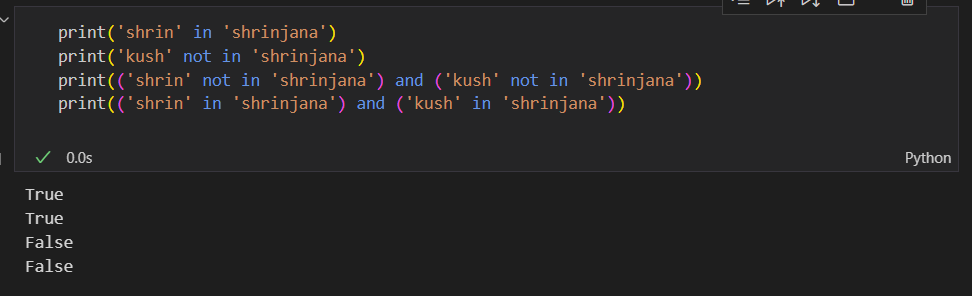 print('shrin' in 'shrinjana')
print('kush' not in 'shrinjana')
print(('shrin' not in 'shrinjana') and ('kush' not in 'shrinjana'))
print(('shrin' in 'shrinjana') and ('kush' in 'shrinjana'))
0.0s
Python
True
True
False
False